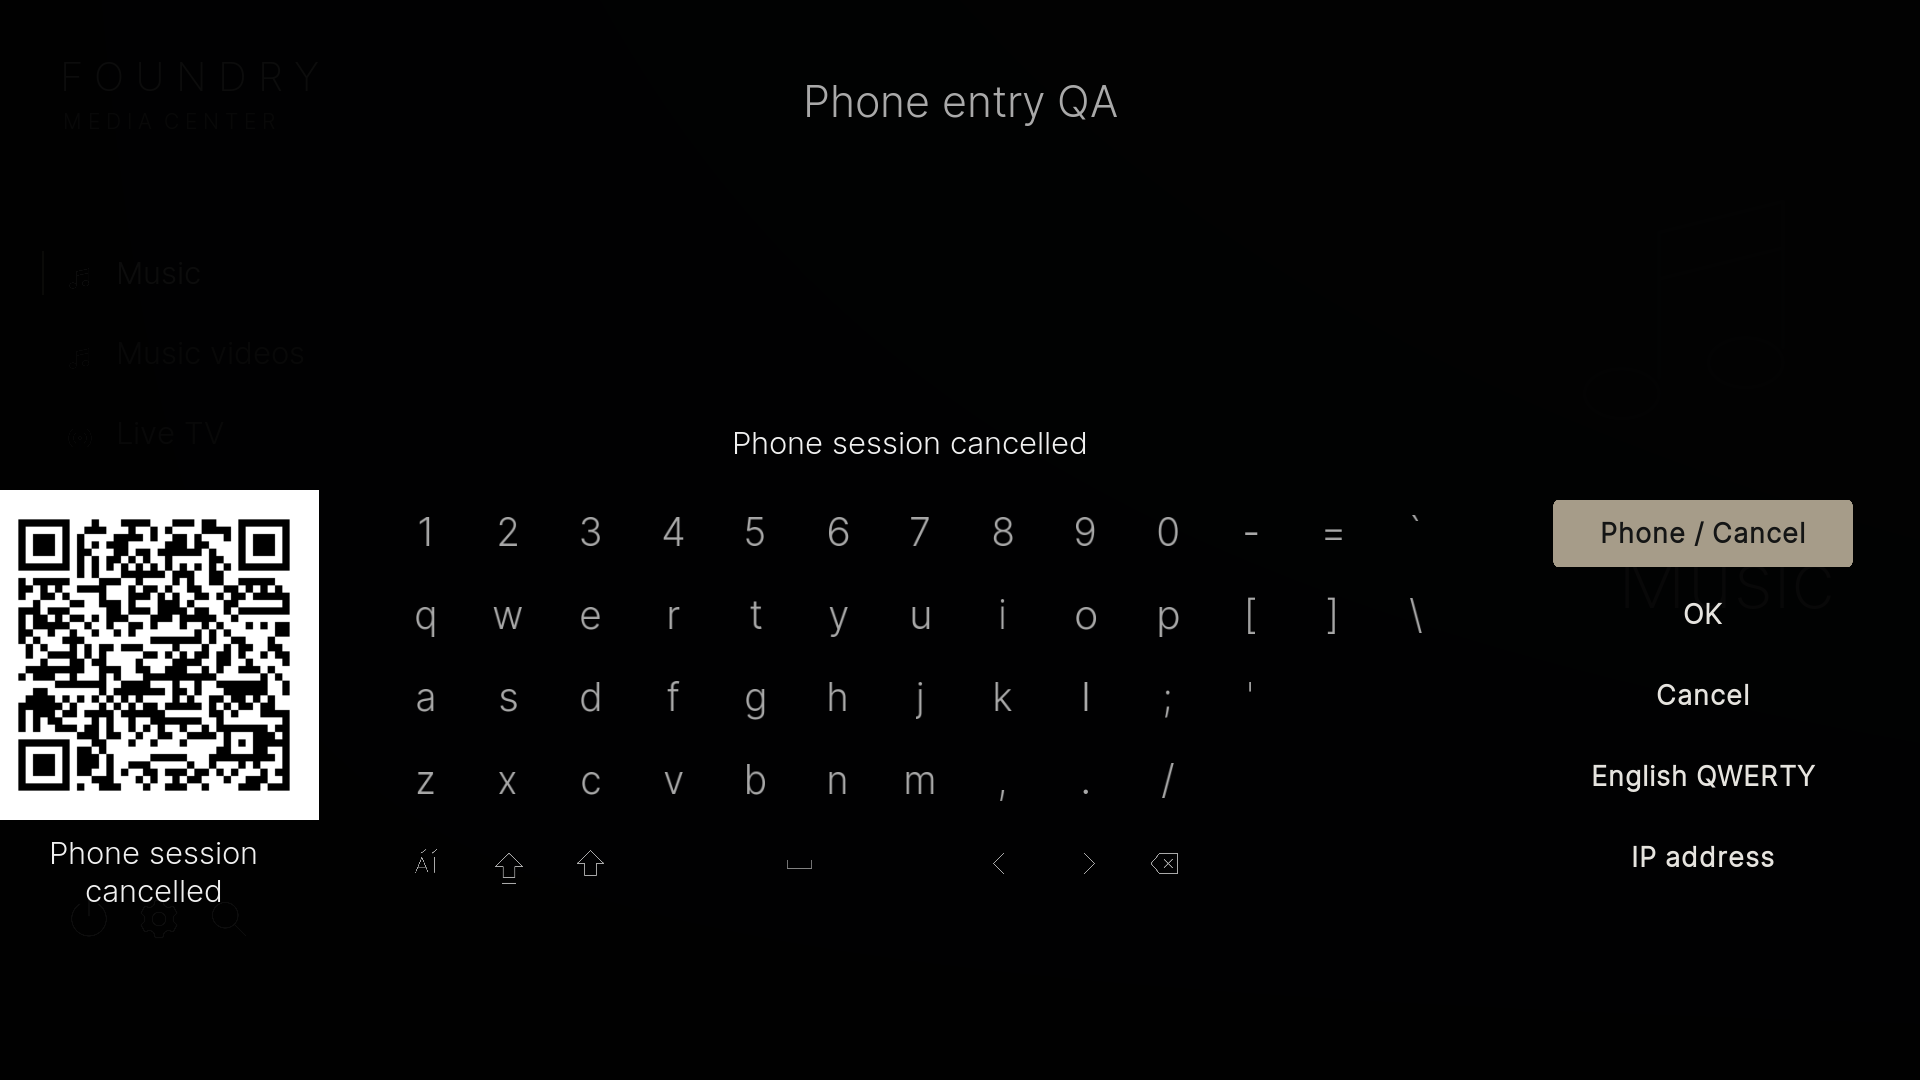 FOUNDRY
MEDIA CENTER
Phone entry QA
Music
Music videos
Live TV
Phone session cancelled
1 2 3 4 5 6 7 8 9 0 - = `
q w e r t y u i o p [ ] \
a s d f g h j k l ; '
z x c v b n m , . /
ÁÍ
Phone / Cancel
Music
OK
Cancel
English QWERTY
IP address
Phone session
cancelled